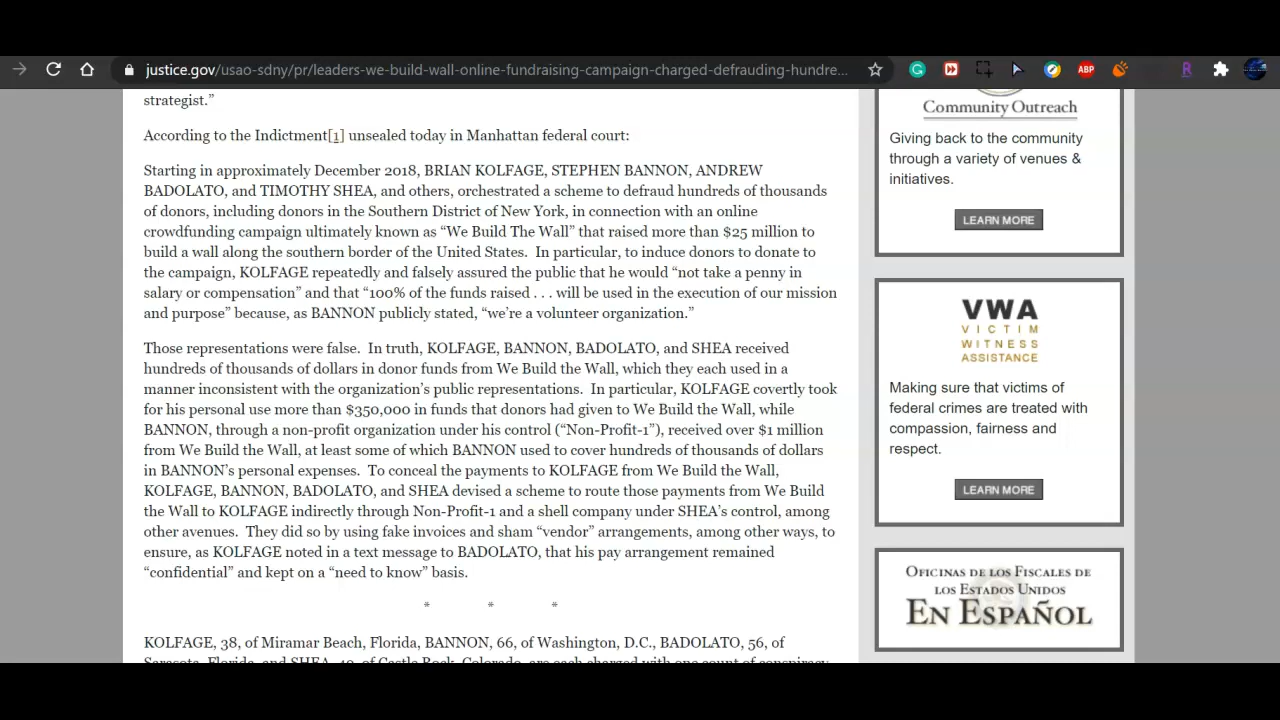 justice.gov/usao-sdny/pr/leaders-we-build-wall-online-fundraising-campaign-charged-defrauding-hundre...
ABP
R
strategist.”
According to the Indictment[1] unsealed today in Manhattan federal court:
Starting in approximately December 2018, BRIAN KOLFAGE, STEPHEN BANNON, ANDREW
BADOLATO, and TIMOTHY SHEA, and others, orchestrated a scheme to defraud hundreds of thousands
of donors, including donors in the Southern District of New York, in connection with an online
crowdfunding campaign ultimately known as “We Build The Wall” that raised more than $25 million to
build a wall along the southern border of the United States.  In particular, to induce donors to donate to
the campaign, KOLFAGE repeatedly and falsely assured the public that he would “not take a penny in
salary or compensation” and that “100% of the funds raised . . . will be used in the execution of our mission
and purpose” because, as BANNON publicly stated, “we’re a volunteer organization.”
Those representations were false.  In truth, KOLFAGE, BANNON, BADOLATO, and SHEA received
hundreds of thousands of dollars in donor funds from We Build the Wall, which they each used in a
manner inconsistent with the organization’s public representations.  In particular, KOLFAGE covertly took
for his personal use more than $350,000 in funds that donors had given to We Build the Wall, while
BANNON, through a non-profit organization under his control (“Non-Profit-1”), received over $1 million
from We Build the Wall, at least some of which BANNON used to cover hundreds of thousands of dollars
in BANNON’s personal expenses.  To conceal the payments to KOLFAGE from We Build the Wall,
KOLFAGE, BANNON, BADOLATO, and SHEA devised a scheme to route those payments from We Build
the Wall to KOLFAGE indirectly through Non-Profit-1 and a shell company under SHEA’s control, among
other avenues.  They did so by using fake invoices and sham “vendor” arrangements, among other ways, to
ensure, as KOLFAGE noted in a text message to BADOLATO, that his pay arrangement remained
“confidential” and kept on a “need to know” basis.
* * *
KOLFAGE, 38, of Miramar Beach, Florida, BANNON, 66, of Washington, D.C., BADOLATO, 56, of
Sarasota, Florida, and SHEA, 49, of Castle Rock, Colorado, are each charged with one count of conspiracy
Community Outreach
Giving back to the community
through a variety of venues &
initiatives.
LEARN MORE
VWA
VICTIM
WITNESS
ASSISTANCE
Making sure that victims of
federal crimes are treated with
compassion, fairness and
respect.
LEARN MORE
OFICINAS DE LOS FISCALES DE
LOS ESTADOS UNIDOS
EN ESPAÑOL